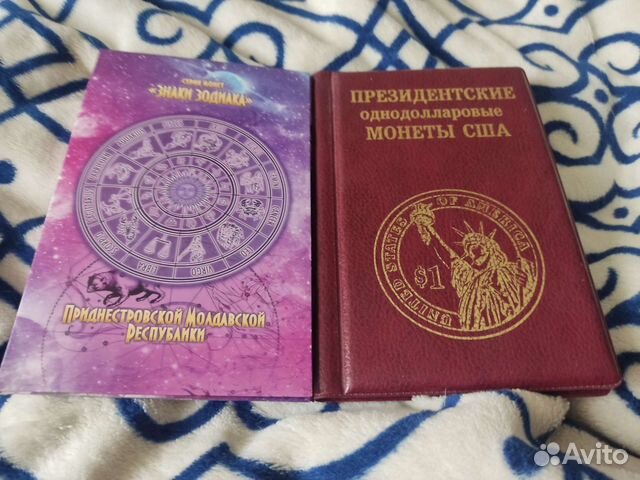 СЕРИЯ МОНЕТ
«ЗНАКИ ЗОДИАКА»
ПРИДНЕСТРОВСКОЙ МОЛДАВСКОЙ
РЕСПУБЛИКИ
ПРЕЗИДЕНТСКИЕ
однодолларовые
МОНЕТЫ США
UNITED STATES OF AMERICA
$1
Avito